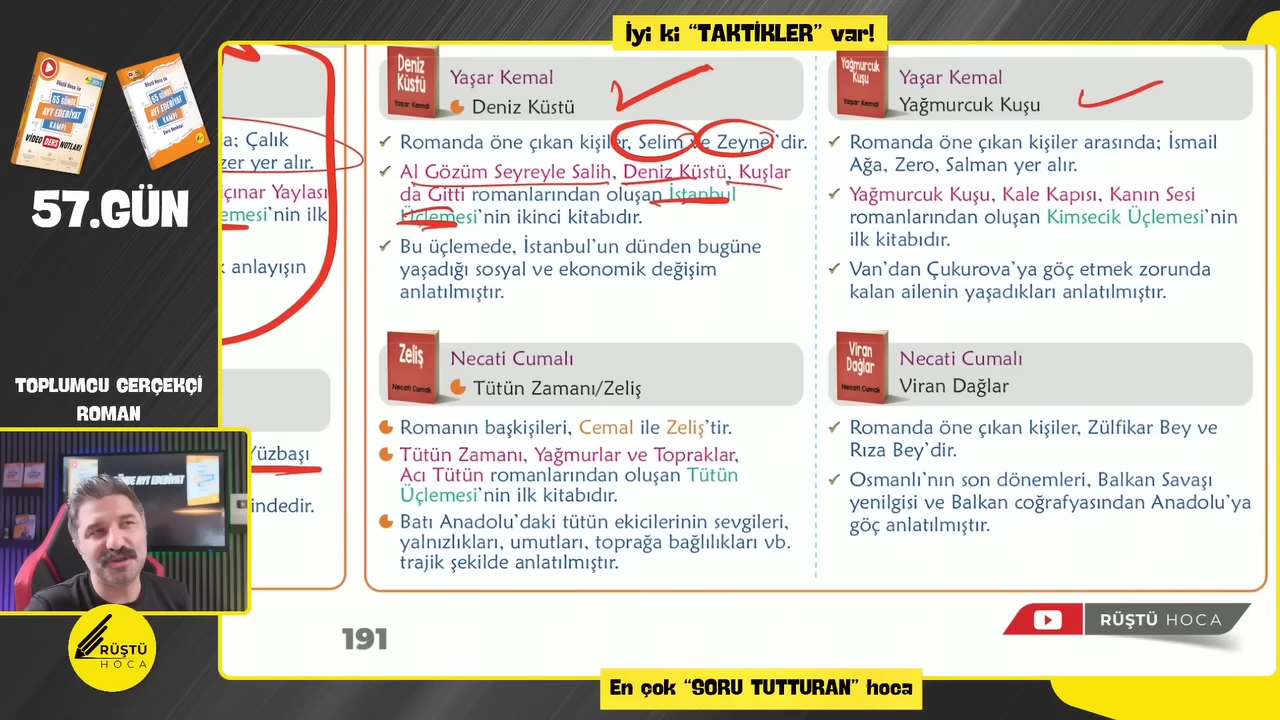 İyi ki “TAKTİKLER” var!
57.GÜN
TOPLUMCU GERÇEKÇİ
ROMAN
RÜŞTÜ
HOCA
a; Çalık
zer yer alır.
çınar Yaylası
emesi’nin ilk
k anlayışın
Yüzbaşı
indedir.
Deniz
Küstü
Yaşar Kemal
Yaşar Kemal
Deniz Küstü
Romanda öne çıkan kişiler, Selim ve Zeynel’dir.
Al Gözüm Seyreyle Salih, Deniz Küstü, Kuşlar
da Gitti romanlarından oluşan İstanbul
Üçlemesi’nin ikinci kitabıdır.
Bu üçlemede, İstanbul’un dünden bugüne
yaşadığı sosyal ve ekonomik değişim
anlatılmıştır.
Yağmurcuk
Kuşu
Yaşar Kemal
Yaşar Kemal
Yağmurcuk Kuşu
Romanda öne çıkan kişiler arasında; İsmail
Ağa, Zero, Salman yer alır.
Yağmurcuk Kuşu, Kale Kapısı, Kanın Sesi
romanlarından oluşan Kimsecik Üçlemesi’nin
ilk kitabıdır.
Van’dan Çukurova’ya göç etmek zorunda
kalan ailenin yaşadıkları anlatılmıştır.
Zeliş
Necati Cumalı
Necati Cumalı
Tütün Zamanı/Zeliş
Romanın başkişileri, Cemal ile Zeliş’tir.
Tütün Zamanı, Yağmurlar ve Topraklar,
Acı Tütün romanlarından oluşan Tütün
Üçlemesi’nin ilk kitabıdır.
Batı Anadolu’daki tütün ekicilerinin sevgileri,
yalnızlıkları, umutları, toprağa bağlılıkları vb.
trajik şekilde anlatılmıştır.
Viran
Dağlar
Necati Cumalı
Necati Cumalı
Viran Dağlar
Romanda öne çıkan kişiler, Zülfikar Bey ve
Rıza Bey’dir.
Osmanlı’nın son dönemleri, Balkan Savaşı
yenilgisi ve Balkan coğrafyasından Anadolu’ya
göç anlatılmıştır.
191
RÜŞTÜ HOCA
En çok “SORU TUTTURAN” hoca